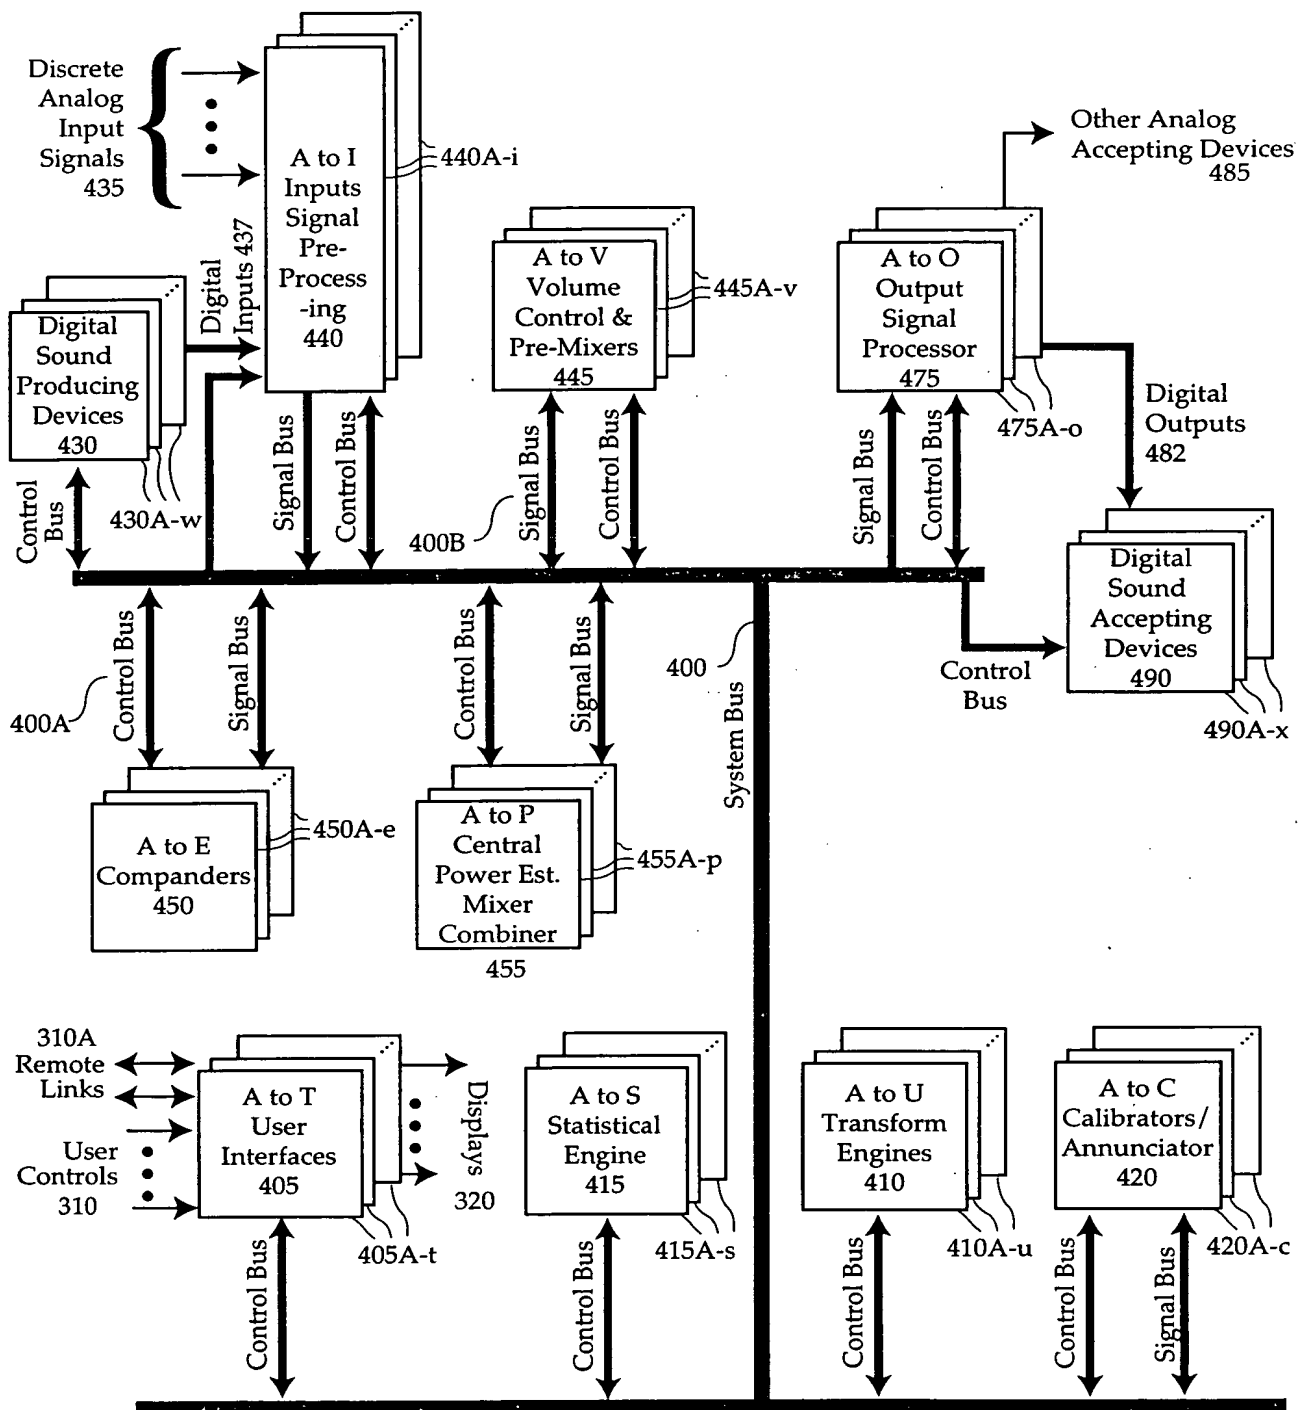 Discrete
Analog
Input
Signals
435
A to I
Inputs
Signal
Pre-
Process
-ing
440
440A-i
Digital
Inputs 437
Digital
Sound
Producing
Devices
430
430A-w
Control
Bus
Signal Bus
Control Bus
A to V
Volume
Control &
Pre-Mixers
445
445A-v
Signal Bus
Control Bus
400B
A to O
Output
Signal
Processor
475
475A-o
Signal Bus
Control Bus
Other Analog
Accepting Devices
485
Digital
Outputs
482
Digital
Sound
Accepting
Devices
490
490A-x
Control
Bus
400
System Bus
400A
Control Bus
Signal Bus
A to E
Companders
450
450A-e
Control Bus
Signal Bus
A to P
Central
Power Est.
Mixer
Combiner
455
455A-p
310A
Remote
Links
User
Controls
310
A to T
User
Interfaces
405
405A-t
Displays
320
Control Bus
A to S
Statistical
Engine
415
415A-s
Control Bus
A to U
Transform
Engines
410
410A-u
Control Bus
A to C
Calibrators/
Annunciator
420
420A-c
Control Bus
Signal Bus